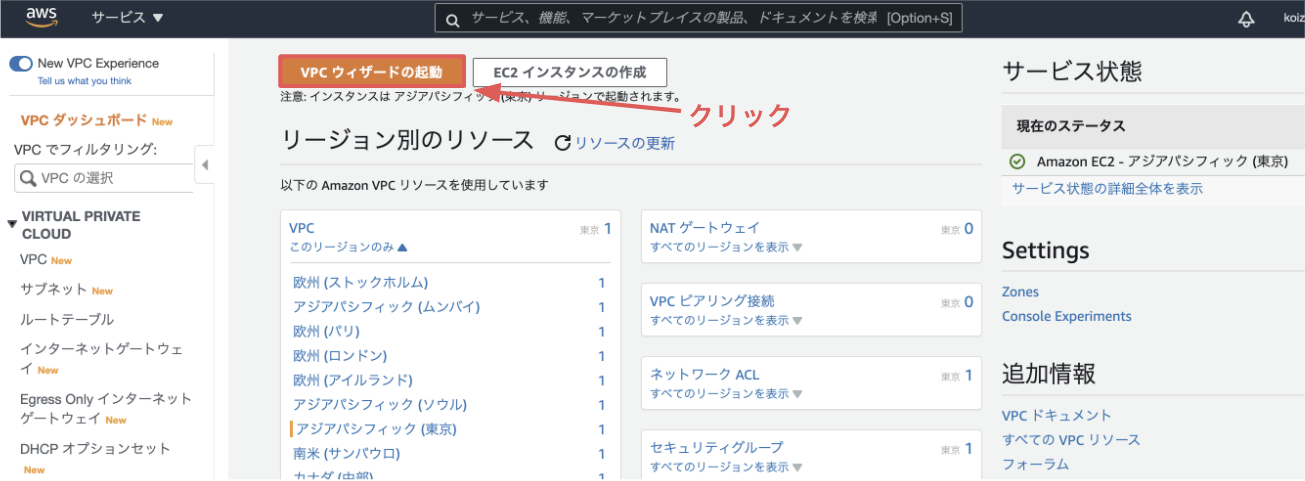 aws サービス ▼ サービス、機能、マーケットプレイスの製品、ドキュメントを検索 [Option+S] koiz
New VPC Experience
Tell us what you think
VPC ダッシュボード New
VPC でフィルタリング:
VPC の選択
VIRTUAL PRIVATE
CLOUD
VPC New
サブネット New
ルートテーブル
インターネットゲートウェ
イ New
Egress Only インターネット
ゲートウェイ New
DHCP オプションセット
New
VPC ウィザードの起動 EC2 インスタンスの作成
注意: インスタンスは アジアパシフィック (東京) リージョンで起動されます。
クリック
リージョン別のリソース リソースの更新
以下の Amazon VPC リソースを使用しています
VPC 東京 1
このリージョンのみ ▲
欧州 (ストックホルム) 1
アジアパシフィック (ムンバイ) 1
欧州 (パリ) 1
欧州 (ロンドン) 1
欧州 (アイルランド) 1
アジアパシフィック (ソウル) 1
アジアパシフィック (東京) 1
南米 (サンパウロ) 1
カナダ (中部) 1
NAT ゲートウェイ 東京 0
すべてのリージョンを表示 ▼
VPC ピアリング接続 東京 0
すべてのリージョンを表示 ▼
ネットワーク ACL 東京 1
すべてのリージョンを表示 ▼
セキュリティグループ 東京 1
すべてのリージョンを表示 ▼
サービス状態
現在のステータス
Amazon EC2 - アジアパシフィック (東京)
サービス状態の詳細全体を表示
Settings
Zones
Console Experiments
追加情報
VPC ドキュメント
すべての VPC リソース
フォーラム